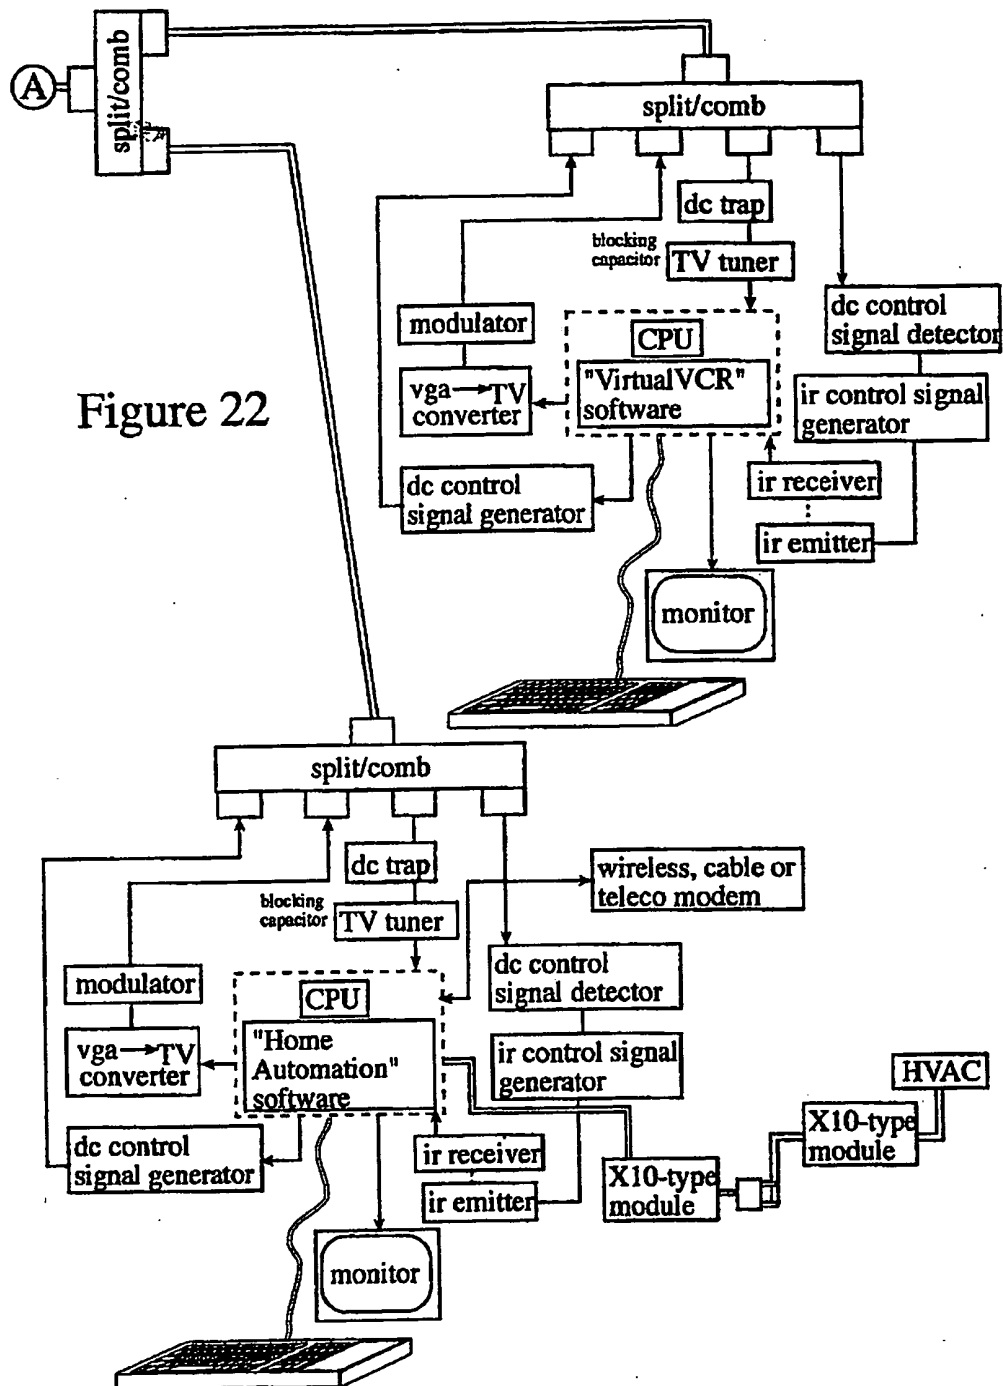 A
split/comb
split/comb
dc trap
blocking
capacitor
TV tuner
dc control
signal detector
modulator
CPU
"VirtualVCR"
software
vga → TV
converter
ir control signal
generator
Figure 22
dc control
signal generator
ir receiver
ir emitter
monitor
split/comb
dc trap
wireless, cable or
teleco modem
blocking
capacitor
TV tuner
dc control
signal detector
modulator
CPU
"Home
Automation"
software
vga → TV
converter
ir control signal
generator
HVAC
X10-type
module
dc control
signal generator
ir receiver
ir emitter
X10-type
module
monitor